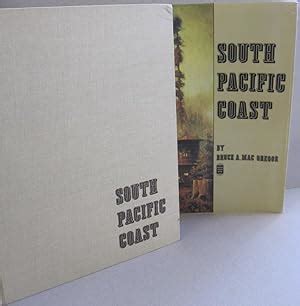 SOUTH
PACIFIC
COAST
SOUTH
PACIFIC
COAST
BY
BRUCE A. MAC GREGOR